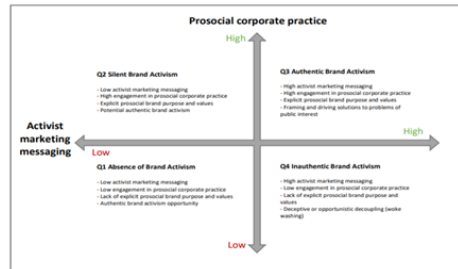 Prosocial corporate practice
High
Q2 Silent Brand Activism
- Low activist marketing messaging
- High engagement in prosocial corporate practice
- Explicit prosocial brand purpose and values
- Potential authentic brand activism
Q3 Authentic Brand Activism
- High activist marketing messaging
- High engagement in prosocial corporate practice
- Explicit prosocial brand purpose and values
- Framing and driving solutions to problems of
public interest
Activist
marketing
messaging
Low
High
Q1 Absence of Brand Activism
- Low activist marketing messaging
- Low engagement in prosocial corporate practice
- Lack of explicit prosocial brand purpose and values
- Authentic brand activism opportunity
Q4 Inauthentic Brand Activism
- High activist marketing messaging
- Low engagement in prosocial corporate practice
- Lack of explicit prosocial brand purpose and
values
- Deceptive or opportunistic decoupling (woke
washing)
Low